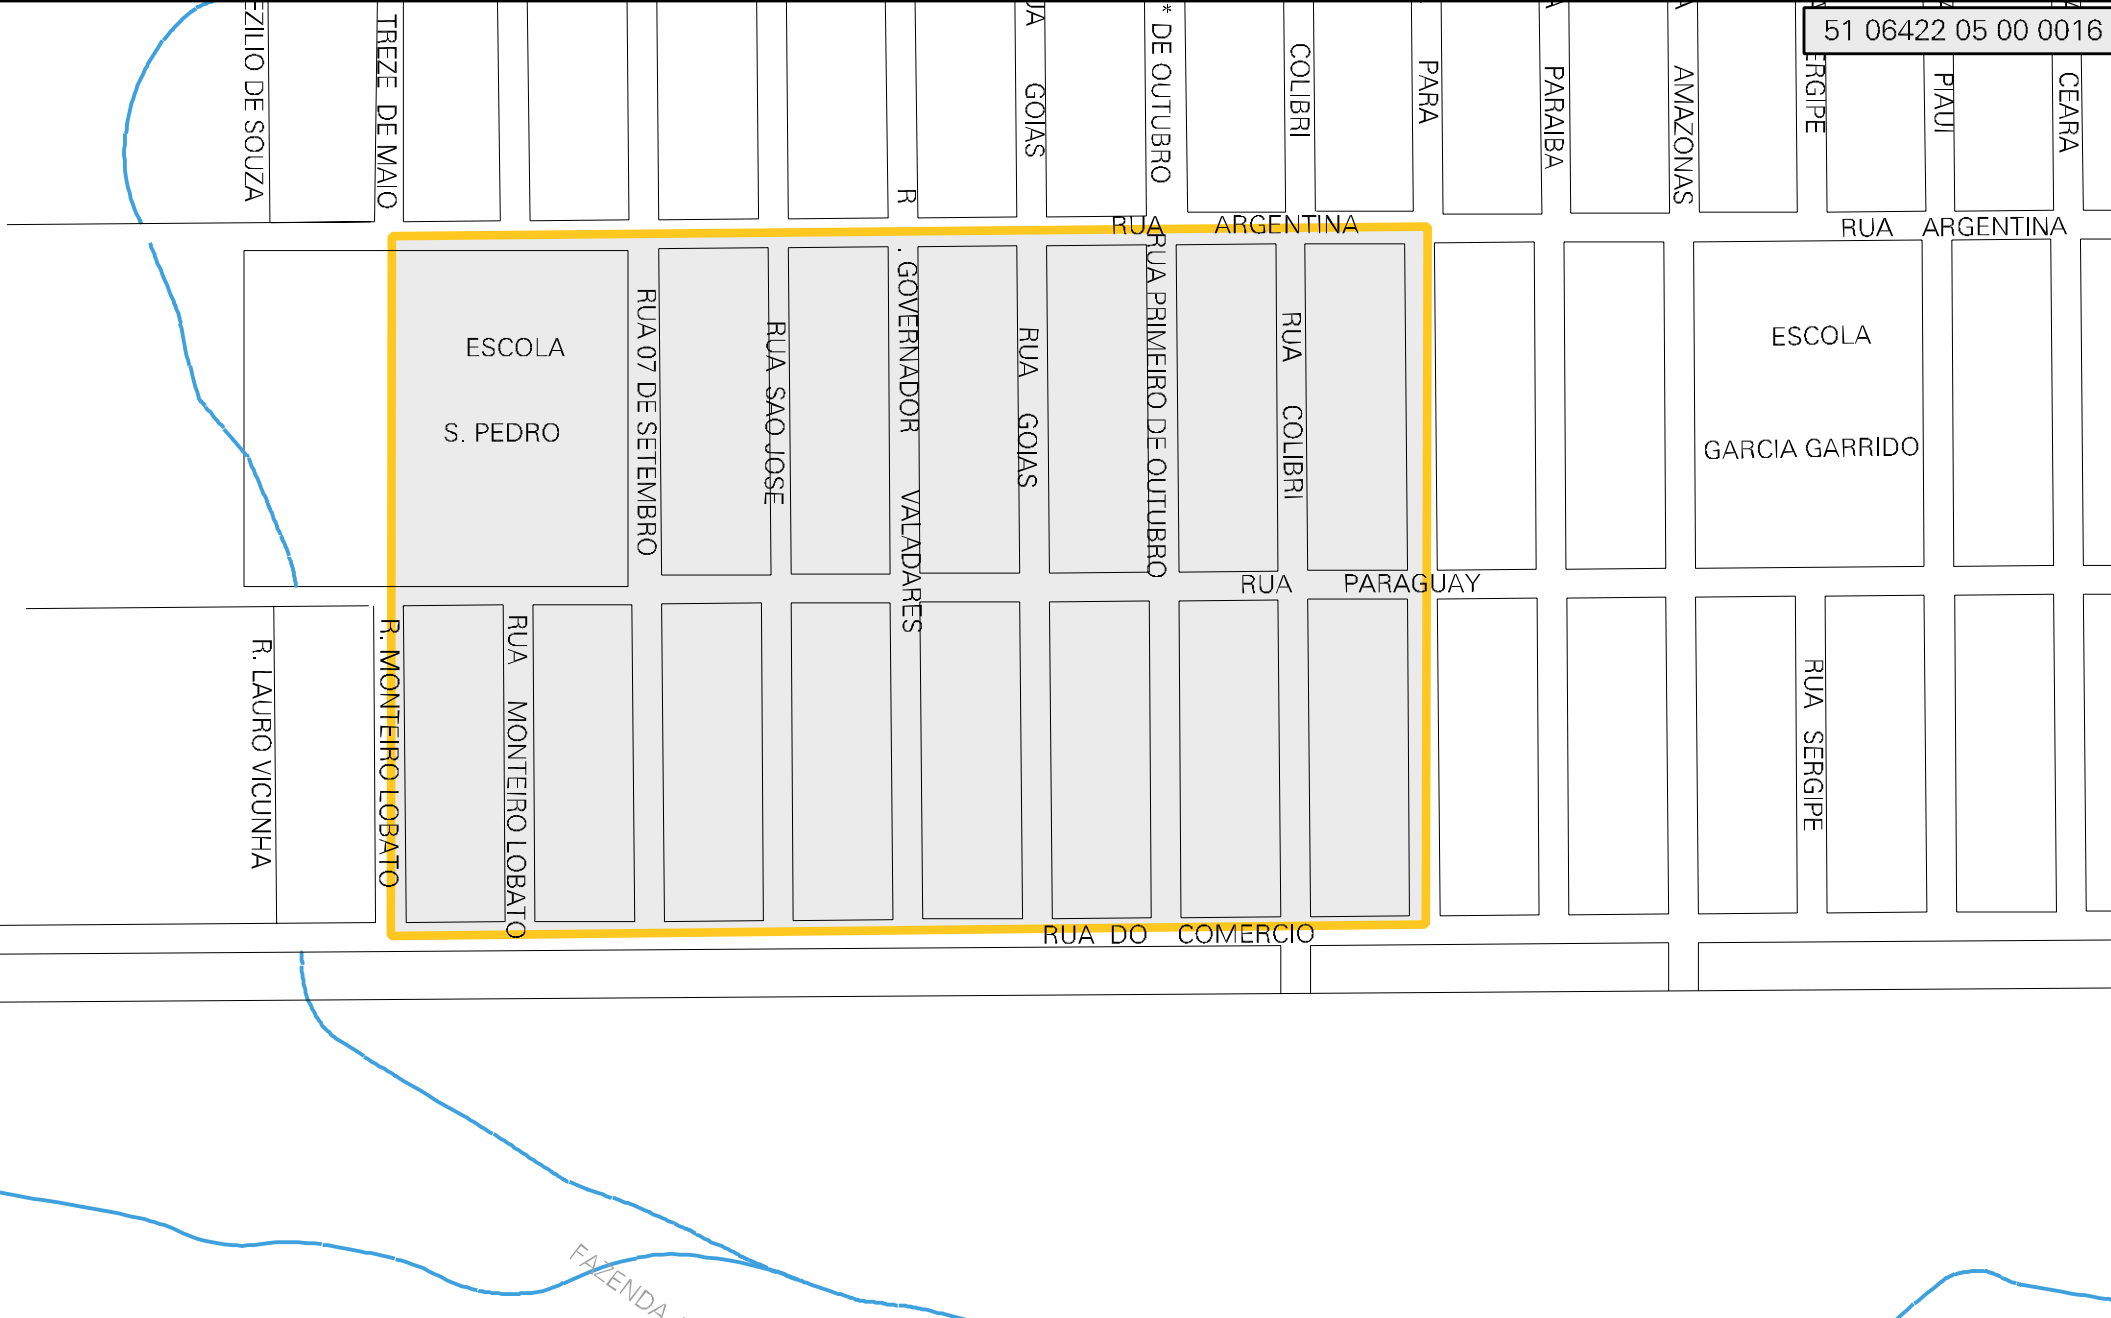 51 06422 05 00 0016
EZILIO DE SOUZA
TREZE DE MAIO
GOIAS
* DE OUTUBRO
COLIBRI
PARA
PARAIBA
AMAZONAS
ERGIPE
PIAUI
CEARA
RUA ARGENTINA
RUA ARGENTINA
ESCOLA
S. PEDRO
RUA 07 DE SETEMBRO
RUA SAO JOSE
R. GOVERNADOR VALADARES
RUA GOIAS
RUA PRIMEIRO DE OUTUBRO
RUA COLIBRI
ESCOLA
GARCIA GARRIDO
RUA PARAGUAY
R. LAURO VICUNHA
R. MONTEIRO LOBATO
RUA MONTEIRO LOBATO
RUA SERGIPE
RUA DO COMERCIO
FAZENDA